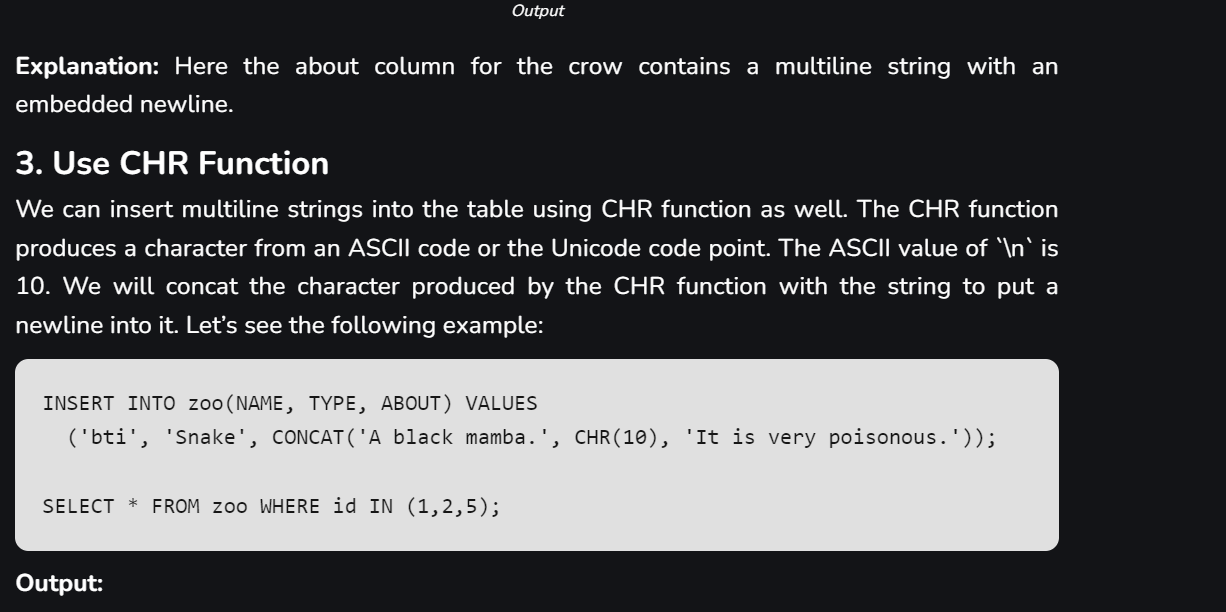 Output
Explanation: Here the about column for the crow contains a multiline string with an
embedded newline.
3. Use CHR Function
We can insert multiline strings into the table using CHR function as well. The CHR function
produces a character from an ASCII code or the Unicode code point. The ASCII value of `\n` is
10. We will concat the character produced by the CHR function with the string to put a
newline into it. Let’s see the following example:
INSERT INTO zoo(NAME, TYPE, ABOUT) VALUES
  ('bti', 'Snake', CONCAT('A black mamba.', CHR(10), 'It is very poisonous.'));
SELECT * FROM zoo WHERE id IN (1,2,5);
Output: